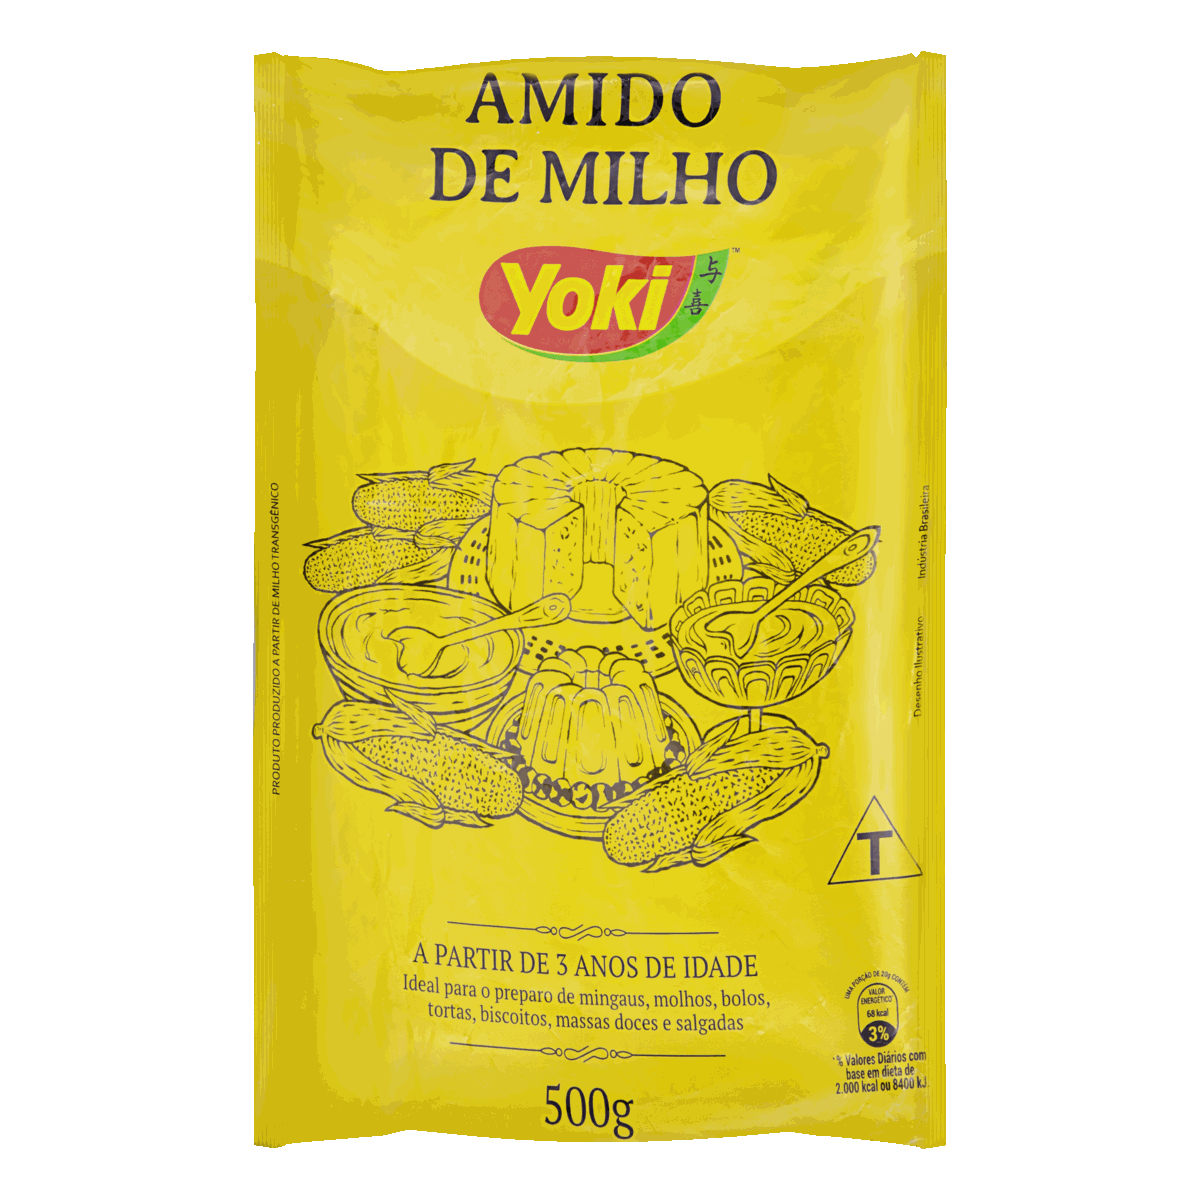 AMIDO
DE MILHO
Yoki
™
与
喜
PRODUTO PRODUZIDO A PARTIR DE MILHO TRANSGÊNICO
Indústria Brasileira
Desenho Ilustrativo
T
A PARTIR DE 3 ANOS DE IDADE
Ideal para o preparo de mingaus, molhos, bolos,
tortas, biscoitos, massas doces e salgadas
500g
UMA PORÇÃO DE 20g CONTÉM
VALOR
ENERGÉTICO
68 kcal
3%
*% Valores Diários com
base em dieta de
2.000 kcal ou 8400 kJ.